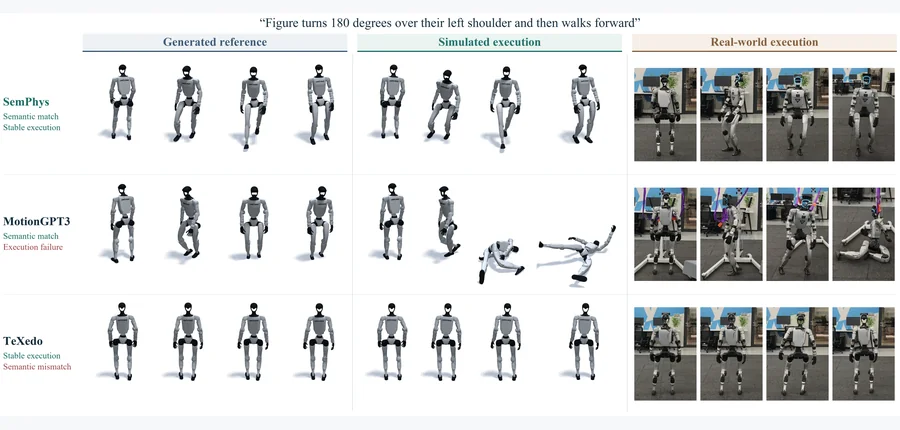 “Figure turns 180 degrees over their left shoulder and then walks forward”
Generated reference
Simulated execution
Real-world execution
SemPhys
Semantic match
Stable execution
MotionGPT3
Semantic match
Execution failure
TeXedo
Stable execution
Semantic mismatch